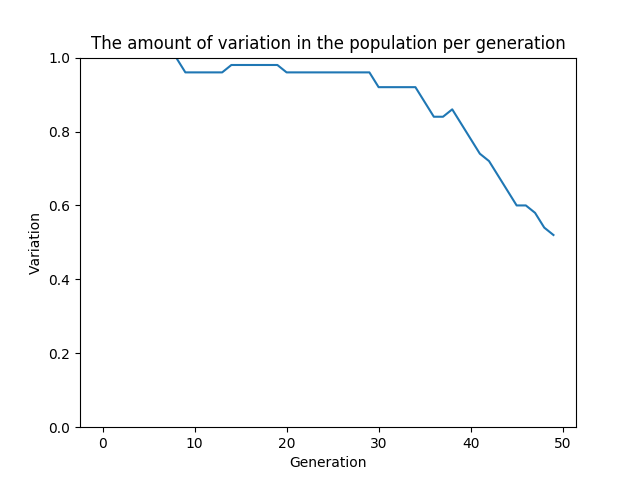 The amount of variation in the population per generation
1.0
0.8
0.6
0.4
0.2
0.0
Variation
0 10 20 30 40 50
Generation